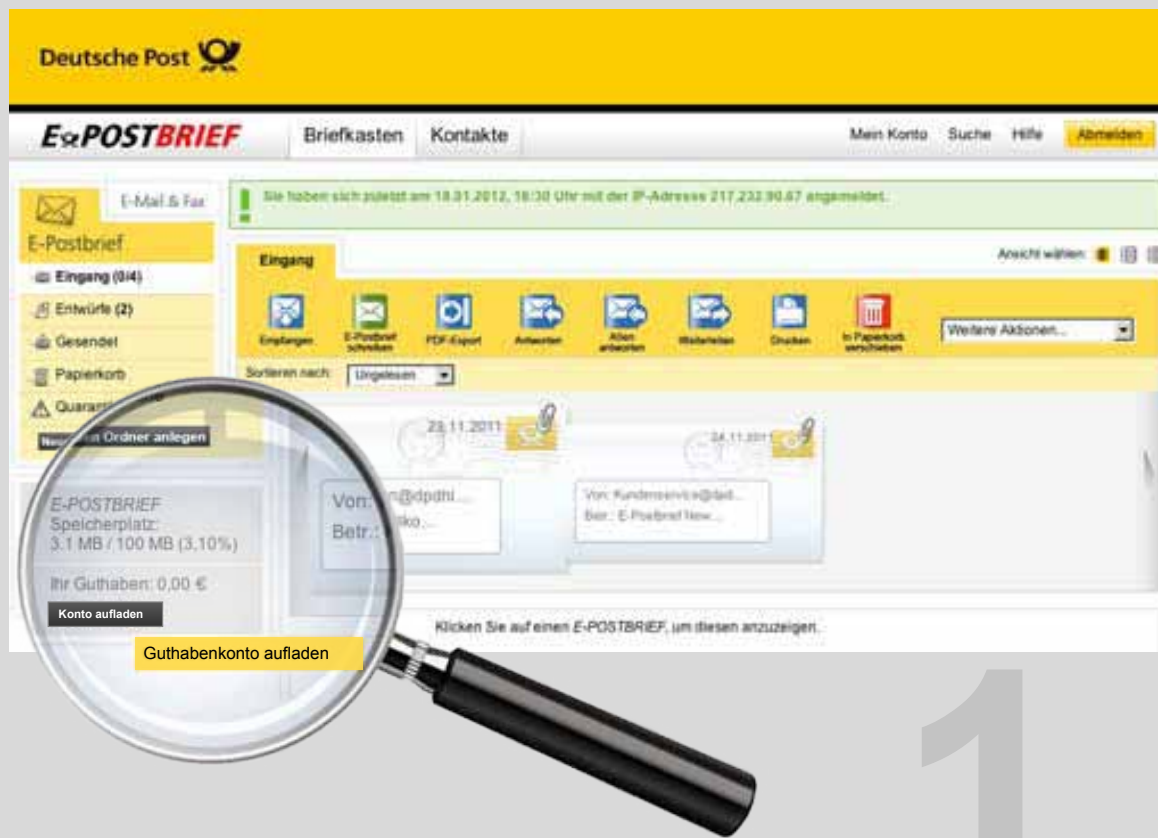 Deutsche Post
E POSTBRIEF
Briefkasten Kontakte
Mein Konto Suche Hilfe Abmelden
E-Mail & Fax
E-Postbrief
Eingang (0/4)
Entwürfe (2)
Gesendet
Papierkorb
Ordner anlegen
Sie haben sich zuletzt am 18.01.2012, 16:30 Uhr mit der IP-Adresse 217.232.90.67 angemeldet.
Eingang
Ansicht wählen:
Empfangen
E-Postbrief schreiben
PDF-Export
Antworten
Allen antworten
Weiterleiten
Drucken
In Papierkorb verschieben
Weitere Aktionen...
Sortieren nach: Ungelesen
23.11.2011
Von:
Betr.:
24.11.2011
Von: Kundenservice@dpd...
Betr.: E-Postbrief New...
E-POSTBRIEF
Speicherplatz:
3.1 MB / 100 MB (3,10%)
Ihr Guthaben: 0,00 €
Konto aufladen
Guthabenkonto aufladen
Klicken Sie auf einen E-POSTBRIEF, um diesen anzuzeigen.
1